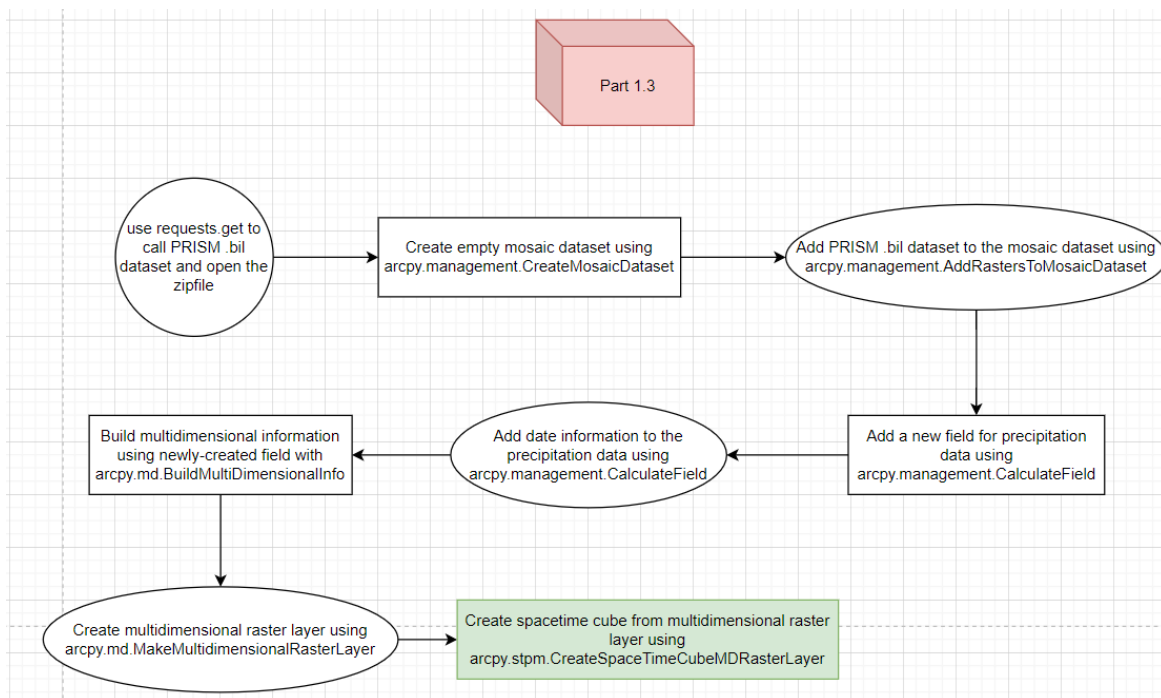 Part 1.3
use requests.get to
call PRISM .bil
dataset and open the
zipfile
Create empty mosaic dataset using
arcpy.management.CreateMosaicDataset
Add PRISM .bil dataset to the mosaic dataset using
arcpy.management.AddRastersToMosaicDataset
Add a new field for precipitation
data using
arcpy.management.CalculateField
Add date information to the
precipitation data using
arcpy.management.CalculateField
Build multidimensional information
using newly-created field with
arcpy.md.BuildMultiDimensionalInfo
Create multidimensional raster layer using
arcpy.md.MakeMultidimensionalRasterLayer
Create spacetime cube from multidimensional raster
layer using
arcpy.stpm.CreateSpaceTimeCubeMDRasterLayer